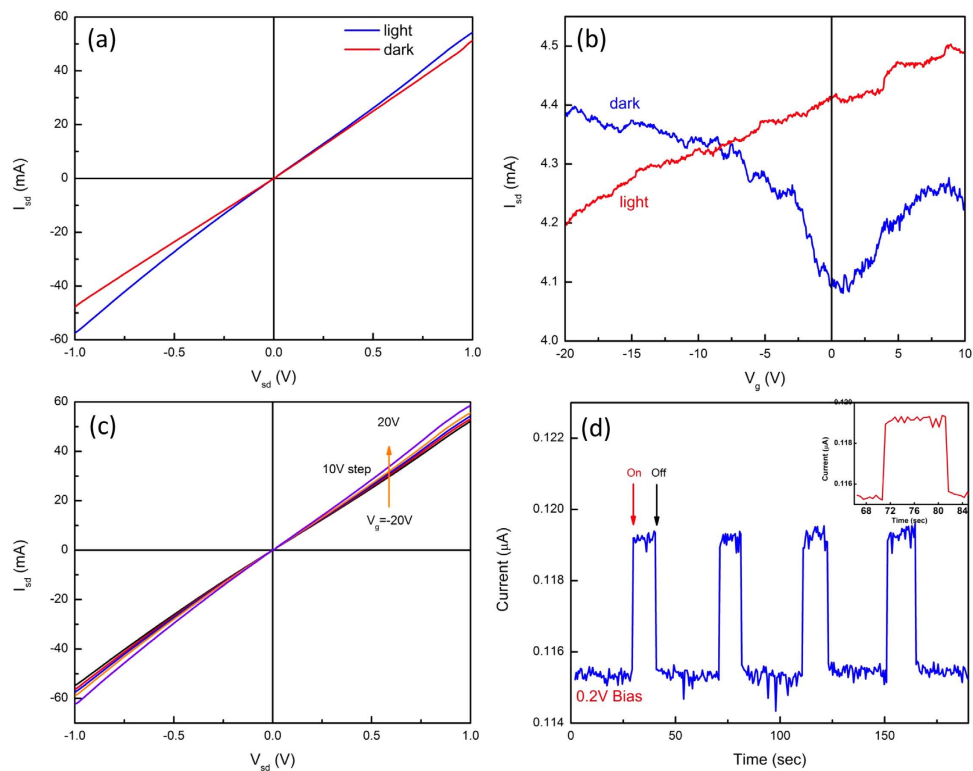 (a)
light
dark
60
40
20
0
-20
-40
-60
I_sd (mA)
-1.0 -0.5 0.0 0.5 1.0
V_sd (V)
(b)
dark
light
4.5
4.4
4.3
4.2
4.1
4.0
I_sd (mA)
-20 -15 -10 -5 0 5 10
V_g (V)
(c)
20V
10V step
V_g=-20V
60
40
20
0
-20
-40
-60
I_sd (mA)
-1.0 -0.5 0.0 0.5 1.0
V_sd (V)
(d)
On Off
0.2V Bias
0.122
0.120
0.118
0.116
0.114
Current (μA)
0 50 100 150
Time (sec)
0.120
0.118
0.116
Current (μA)
68 72 76 80 84
Time (sec)